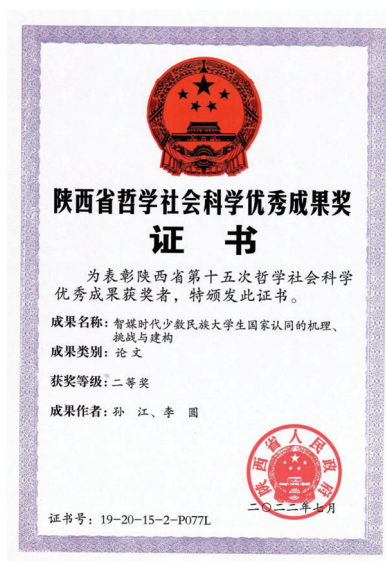 陕西省哲学社会科学优秀成果奖
证 书
为表彰陕西省第十五次哲学社会科学
优秀成果获奖者，特颁发此证书。
成果名称：智媒时代少数民族大学生国家认同的机理、
挑战与建构
成果类别：论文
获奖等级：二等奖
成果作者：孙 江、李 圆
陕西省人民政府
二〇二二年七月
证书号：19-20-15-2-P077L